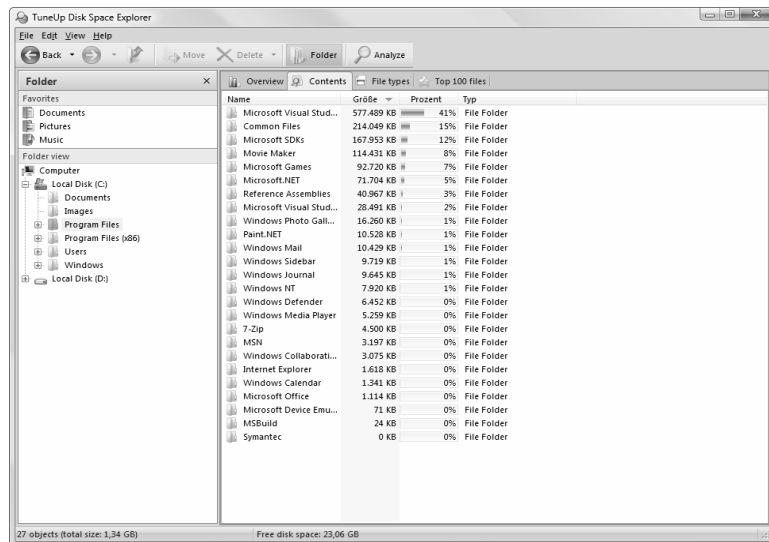 TuneUp Disk Space Explorer
File Edit View Help
Back Move Delete Folder Analyze
Folder
Favorites
Documents
Pictures
Music
Folder view
Computer
Local Disk (C:)
Documents
Images
Program Files
Program Files (x86)
Users
Windows
Local Disk (D:)
Overview Contents File types Top 100 files
Name Größe Prozent Typ
Microsoft Visual Stud... 577.489 KB 41% File Folder
Common Files 214.049 KB 15% File Folder
Microsoft SDKs 167.953 KB 12% File Folder
Movie Maker 114.431 KB 8% File Folder
Microsoft Games 92.720 KB 7% File Folder
Microsoft.NET 71.704 KB 5% File Folder
Reference Assemblies 40.967 KB 3% File Folder
Microsoft Visual Stud... 28.491 KB 2% File Folder
Windows Photo Gall... 16.260 KB 1% File Folder
Paint.NET 10.528 KB 1% File Folder
Windows Mail 10.429 KB 1% File Folder
Windows Sidebar 9.719 KB 1% File Folder
Windows Journal 9.645 KB 1% File Folder
Windows NT 7.920 KB 1% File Folder
Windows Defender 6.452 KB 0% File Folder
Windows Media Player 5.259 KB 0% File Folder
7-Zip 4.500 KB 0% File Folder
MSN 3.197 KB 0% File Folder
Windows Collaborati... 3.075 KB 0% File Folder
Internet Explorer 1.618 KB 0% File Folder
Windows Calendar 1.341 KB 0% File Folder
Microsoft Office 1.114 KB 0% File Folder
Microsoft Device Emu... 71 KB 0% File Folder
MSBuild 24 KB 0% File Folder
Symantec 0 KB 0% File Folder
27 objects (total size: 1,34 GB) Free disk space: 23,06 GB